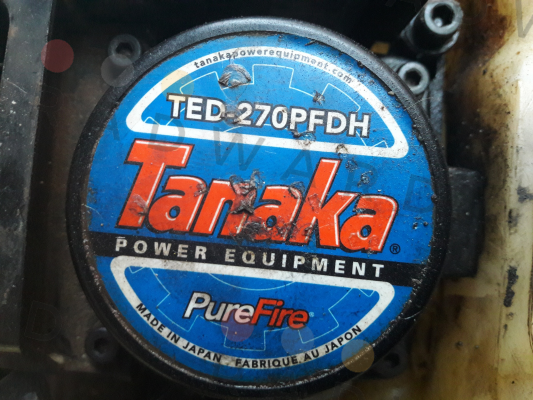 tanakapowerequipment.com
TED-270PFDH
Tanaka®
POWER EQUIPMENT
PureFire®
MADE IN JAPAN FABRIQUE AU JAPON